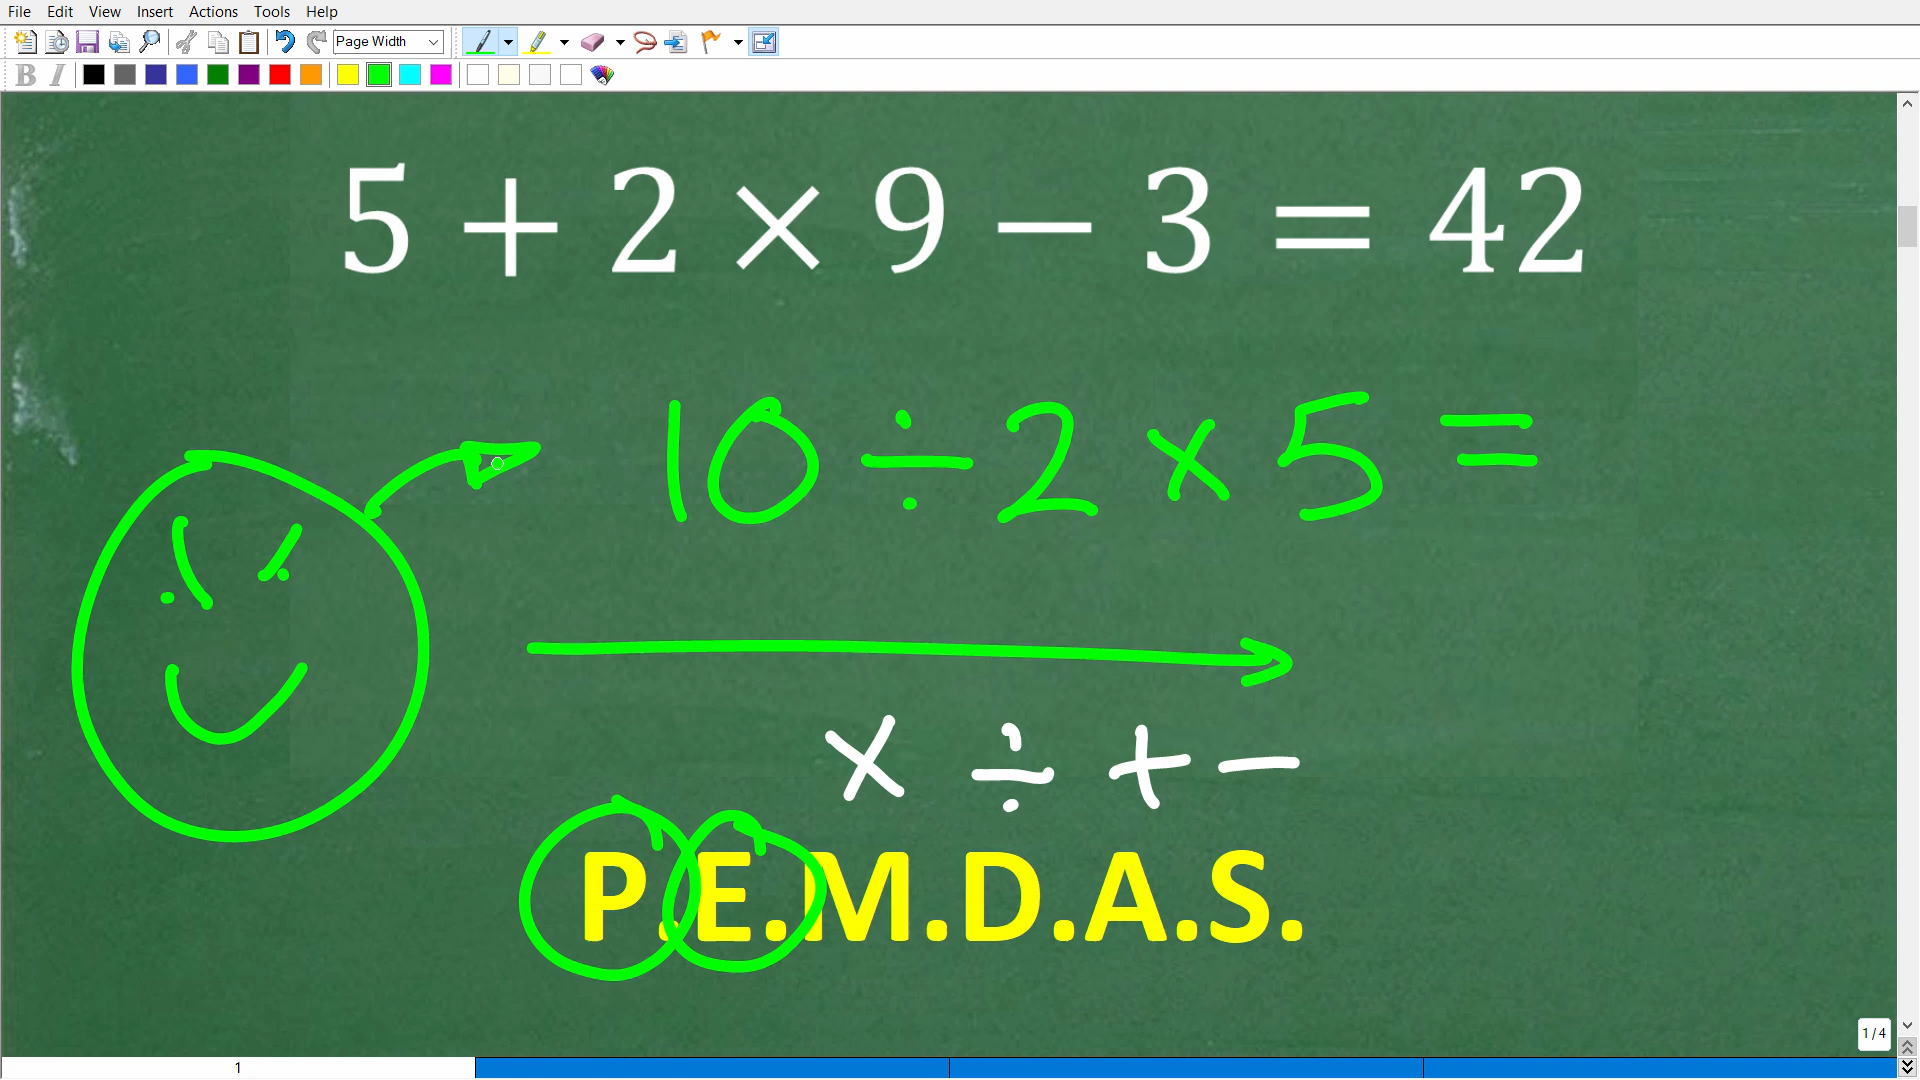 File Edit View Insert Actions Tools Help
Page Width
B I
5 + 2 × 9 − 3 = 42
10 ÷ 2 × 5 =
× ÷ + −
P.E.M.D.A.S.
1 / 4
1